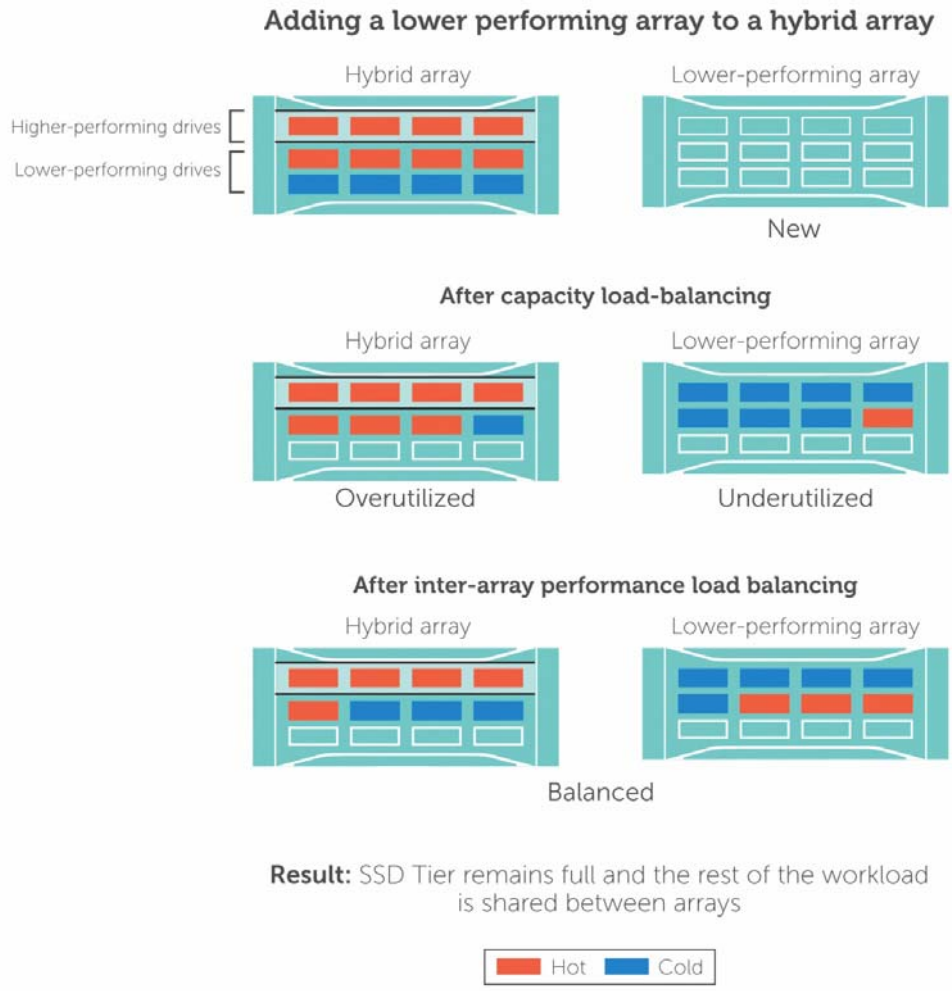 Adding a lower performing array to a hybrid array
Hybrid array
Lower-performing array
Higher-performing drives
Lower-performing drives
New
After capacity load-balancing
Hybrid array
Lower-performing array
Overutilized
Underutilized
After inter-array performance load balancing
Hybrid array
Lower-performing array
Balanced
Result: SSD Tier remains full and the rest of the workload
is shared between arrays
Hot
Cold